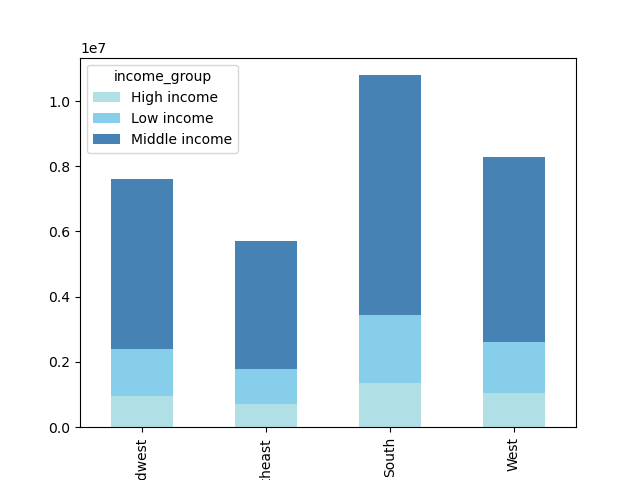 1e7
income_group
High income
Low income
Middle income
1.0
0.8
0.6
0.4
0.2
0.0
dwest
heast
South
West